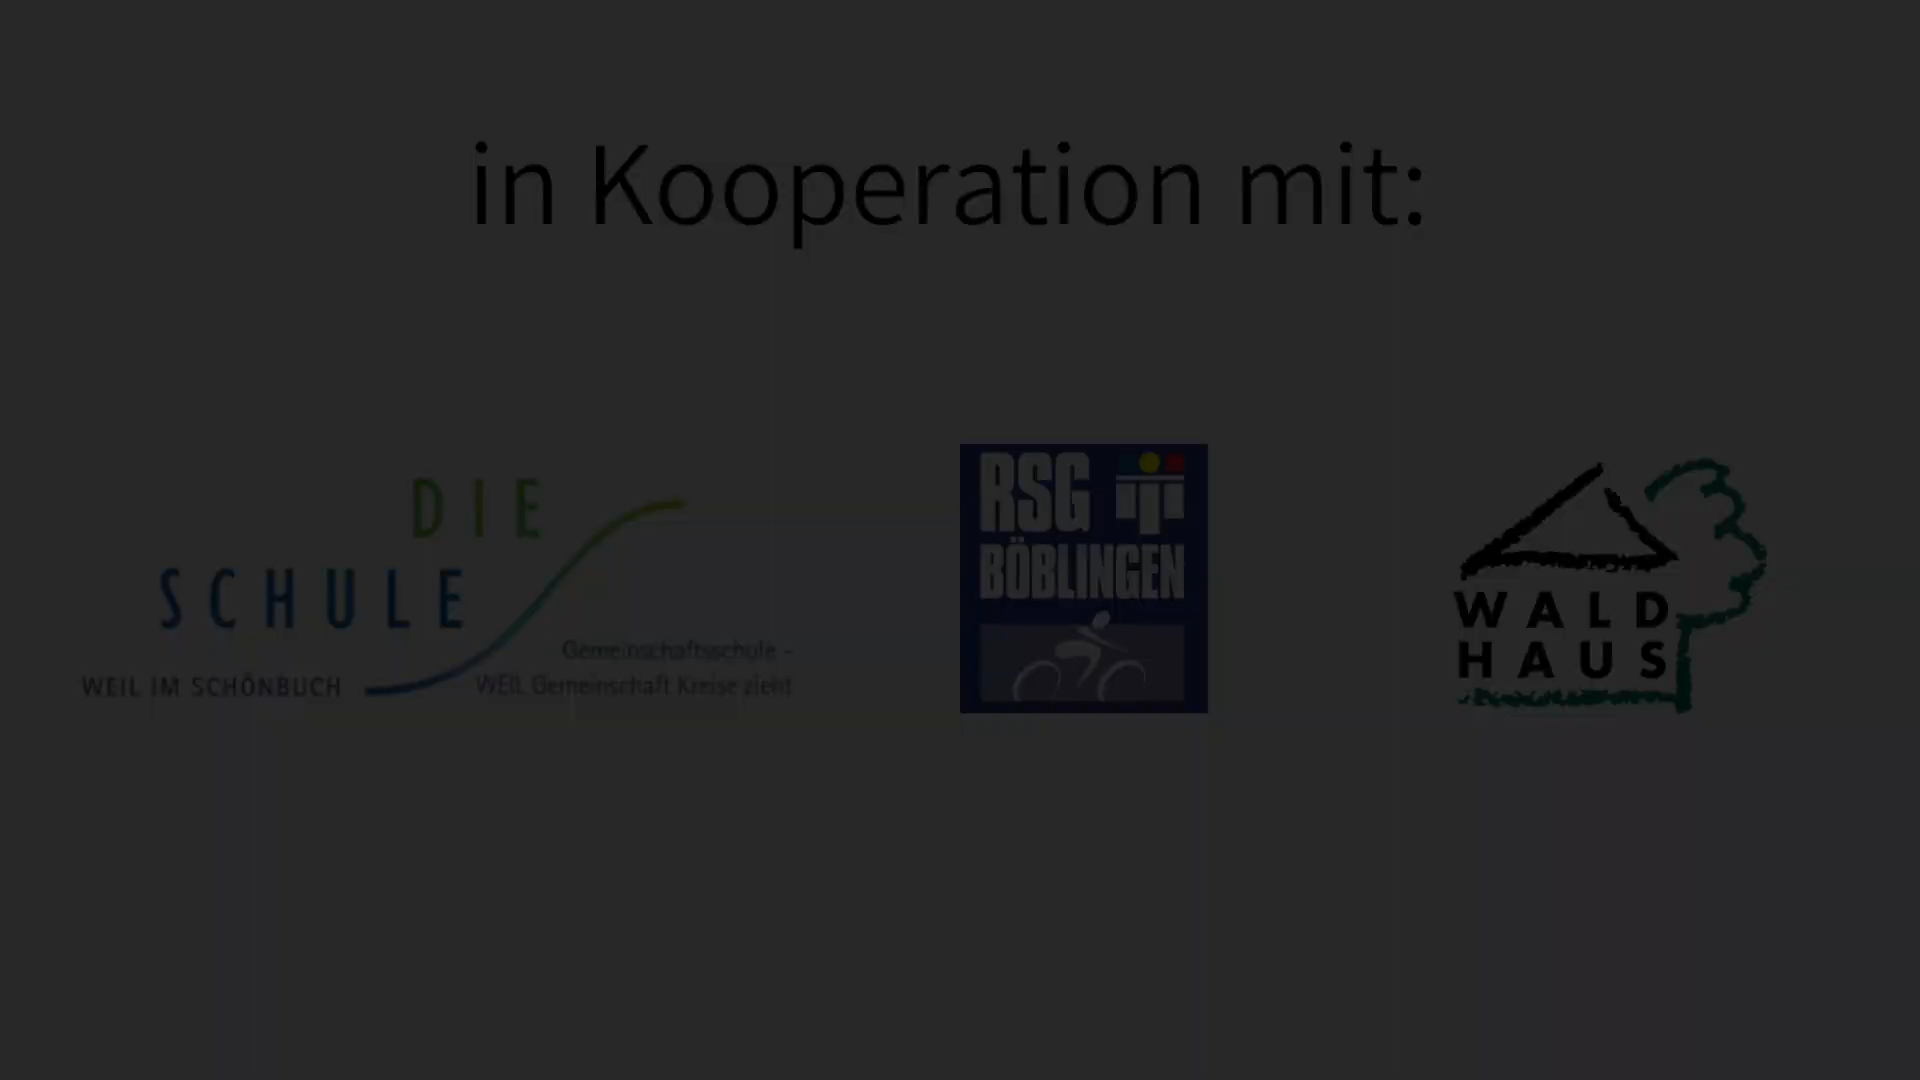 in Kooperation mit:
DIE
SCHULE
WEIL IM SCHÖNBUCH
Gemeinschaftsschule -
WEIL Gemeinschaft Kreise zieht
RSG
BÖBLINGEN
WALD
HAUS